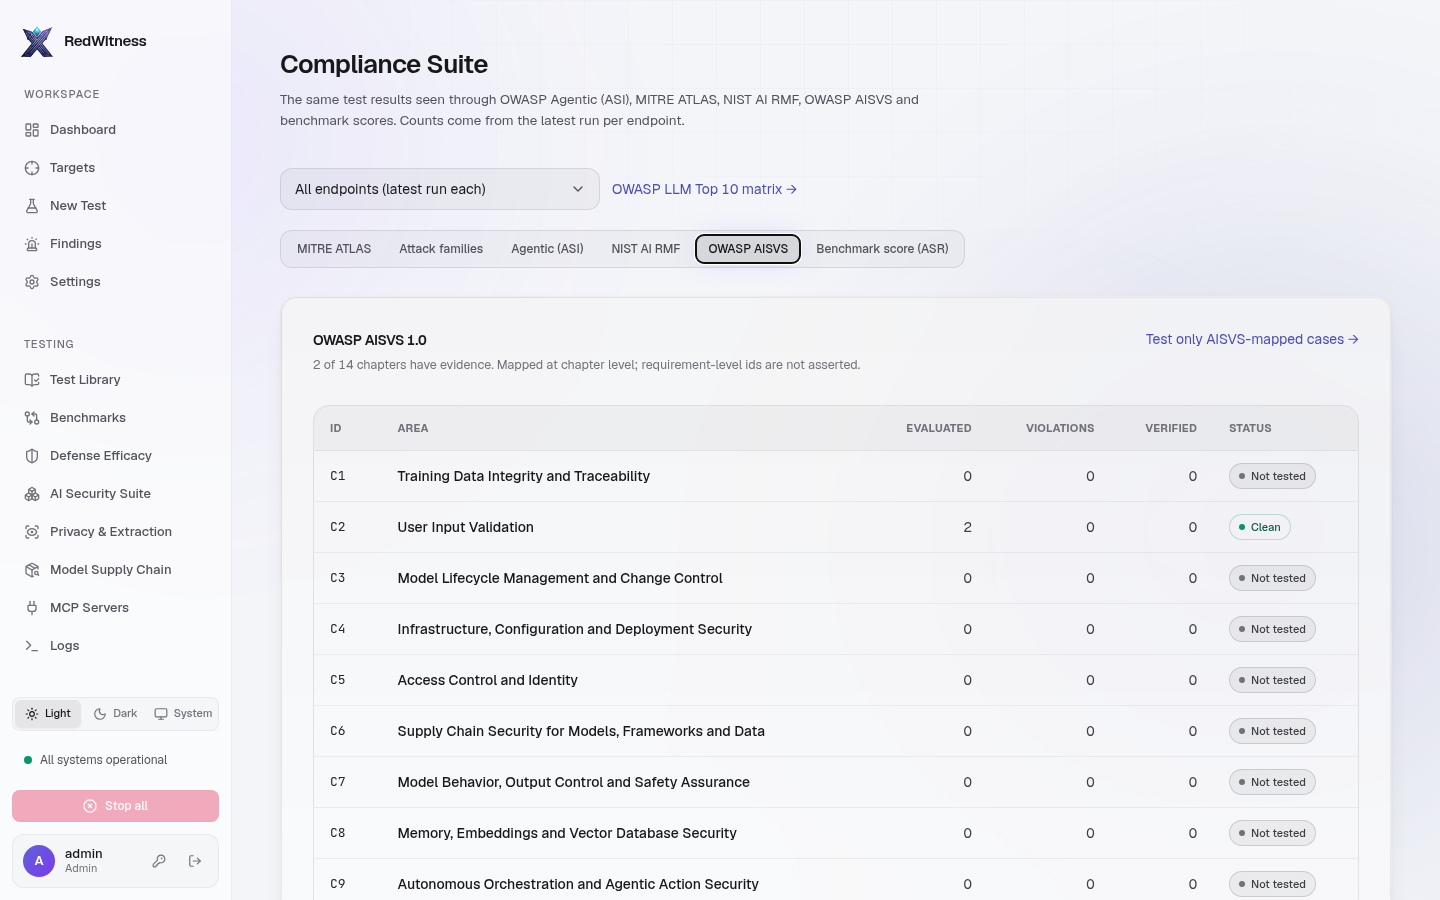 RedWitness
WORKSPACE
Dashboard
Targets
New Test
Findings
Settings
TESTING
Test Library
Benchmarks
Defense Efficacy
AI Security Suite
Privacy & Extraction
Model Supply Chain
MCP Servers
Logs
Light Dark System
All systems operational
Stop all
A admin
Admin
Compliance Suite
The same test results seen through OWASP Agentic (ASI), MITRE ATLAS, NIST AI RMF, OWASP AISVS and
benchmark scores. Counts come from the latest run per endpoint.
All endpoints (latest run each) OWASP LLM Top 10 matrix →
MITRE ATLAS Attack families Agentic (ASI) NIST AI RMF OWASP AISVS Benchmark score (ASR)
OWASP AISVS 1.0 Test only AISVS-mapped cases →
2 of 14 chapters have evidence. Mapped at chapter level; requirement-level ids are not asserted.
ID AREA EVALUATED VIOLATIONS VERIFIED STATUS
C1 Training Data Integrity and Traceability 0 0 0 Not tested
C2 User Input Validation 2 0 0 Clean
C3 Model Lifecycle Management and Change Control 0 0 0 Not tested
C4 Infrastructure, Configuration and Deployment Security 0 0 0 Not tested
C5 Access Control and Identity 0 0 0 Not tested
C6 Supply Chain Security for Models, Frameworks and Data 0 0 0 Not tested
C7 Model Behavior, Output Control and Safety Assurance 0 0 0 Not tested
C8 Memory, Embeddings and Vector Database Security 0 0 0 Not tested
C9 Autonomous Orchestration and Agentic Action Security 0 0 0 Not tested